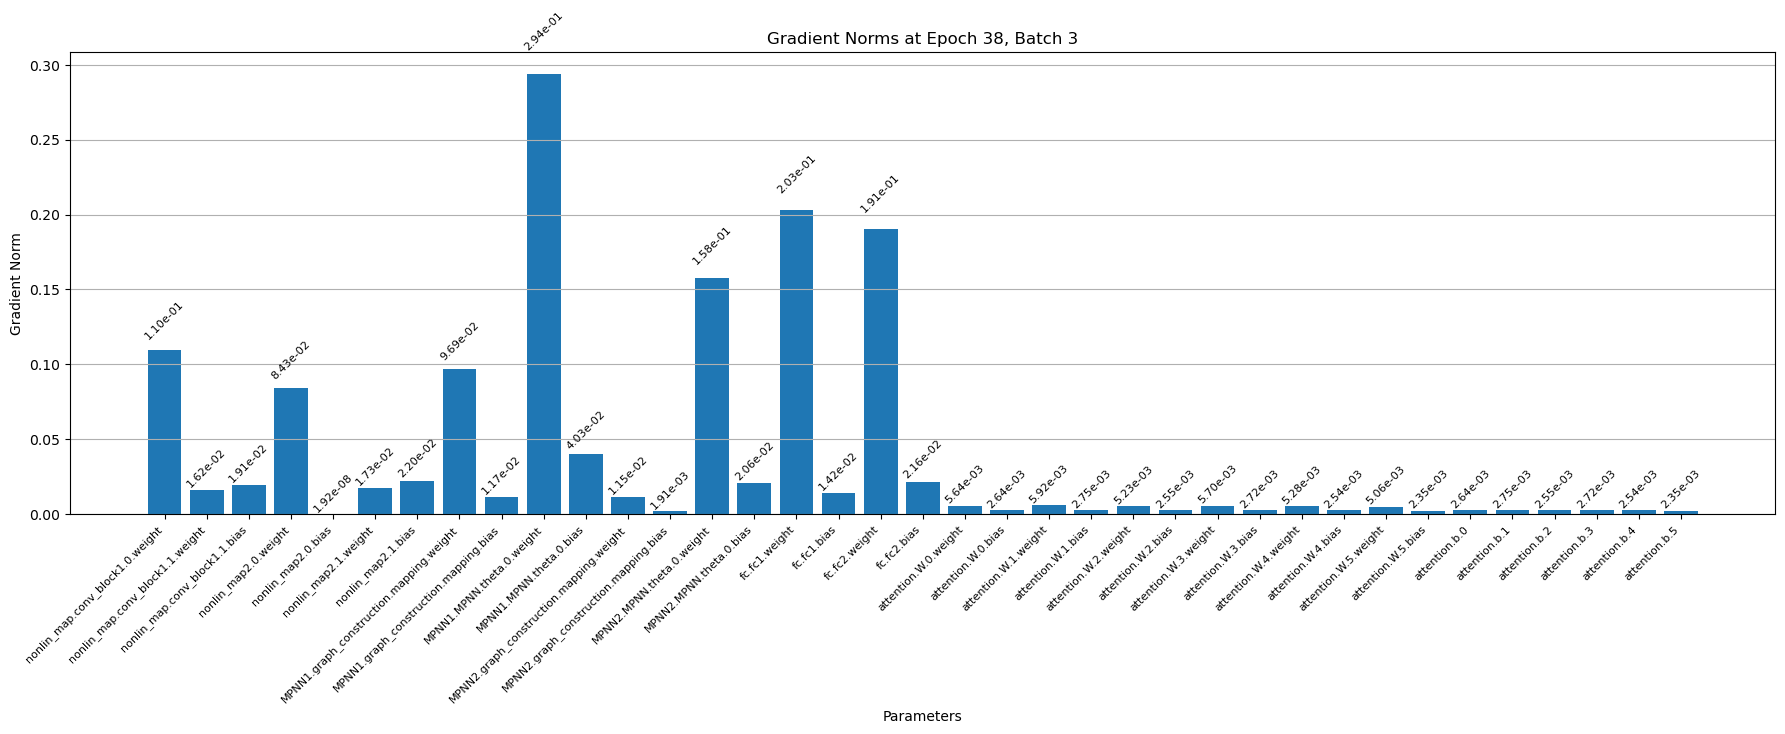 Gradient Norms at Epoch 38, Batch 3
Gradient Norm
0.30
0.25
0.20
0.15
0.10
0.05
0.00
1.10e-01
1.62e-02
1.91e-02
8.43e-02
1.92e-08
1.73e-02
2.20e-02
9.69e-02
1.17e-02
2.94e-01
4.03e-02
1.15e-02
1.91e-03
1.58e-01
2.06e-02
2.03e-01
1.42e-02
1.91e-01
2.16e-02
5.64e-03
2.64e-03
5.92e-03
2.75e-03
5.23e-03
2.55e-03
5.70e-03
2.72e-03
5.28e-03
2.54e-03
5.06e-03
2.35e-03
2.64e-03
2.75e-03
2.55e-03
2.72e-03
2.54e-03
2.35e-03
nonlin_map.conv_block1.0.weight
nonlin_map.conv_block1.1.weight
nonlin_map.conv_block1.1.bias
nonlin_map2.0.weight
nonlin_map2.0.bias
nonlin_map2.1.weight
nonlin_map2.1.bias
MPNN1.graph_construction.mapping.weight
MPNN1.graph_construction.mapping.bias
MPNN1.MPNN.theta.0.weight
MPNN1.MPNN.theta.0.bias
MPNN2.graph_construction.mapping.weight
MPNN2.graph_construction.mapping.bias
MPNN2.MPNN.theta.0.weight
MPNN2.MPNN.theta.0.bias
fc.fc1.weight
fc.fc1.bias
fc.fc2.weight
fc.fc2.bias
attention.W.0.weight
attention.W.0.bias
attention.W.1.weight
attention.W.1.bias
attention.W.2.weight
attention.W.2.bias
attention.W.3.weight
attention.W.3.bias
attention.W.4.weight
attention.W.4.bias
attention.W.5.weight
attention.W.5.bias
attention.b.0
attention.b.1
attention.b.2
attention.b.3
attention.b.4
attention.b.5
Parameters